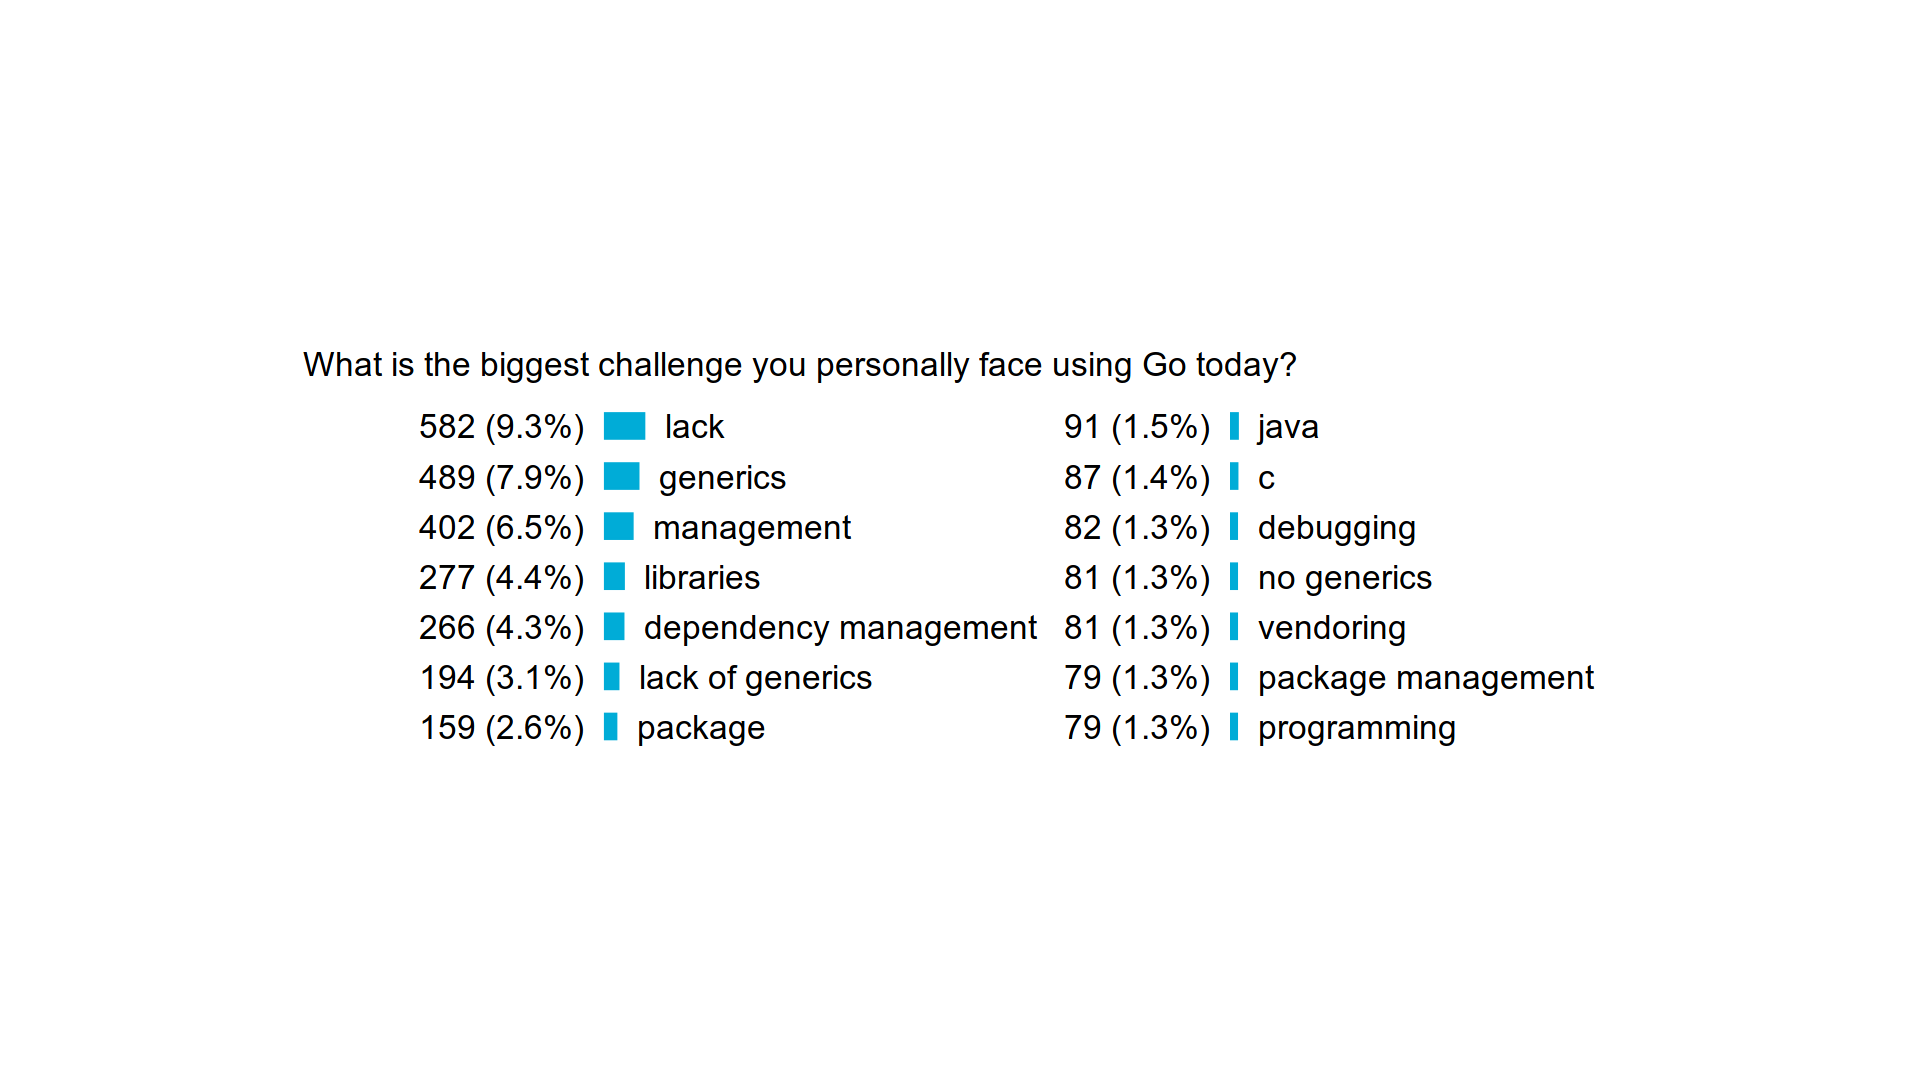 What is the biggest challenge you personally face using Go today?
582 (9.3%) lack
489 (7.9%) generics
402 (6.5%) management
277 (4.4%) libraries
266 (4.3%) dependency management
194 (3.1%) lack of generics
159 (2.6%) package
91 (1.5%) java
87 (1.4%) c
82 (1.3%) debugging
81 (1.3%) no generics
81 (1.3%) vendoring
79 (1.3%) package management
79 (1.3%) programming